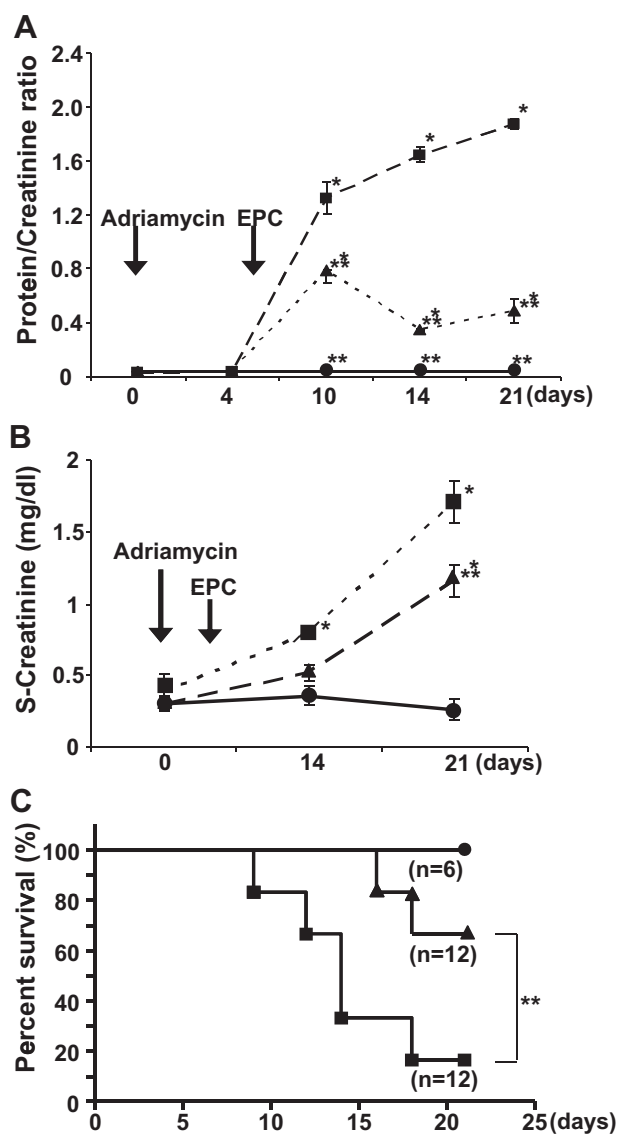 A
Protein/Creatinine ratio
2.4
2.0
1.6
1.2
0.8
0.4
0
Adriamycin EPC
*
*
*
*
**
*
**
*
**
** ** **
0 4 10 14 21 (days)
B
S-Creatinine (mg/dl)
2
1.5
1
0.5
0
Adriamycin
EPC
*
*
*
**
0 14 21 (days)
C
Percent survival (%)
100
80
60
40
20
0
(n=6)
(n=12)
**
(n=12)
0 5 10 15 20 25 (days)